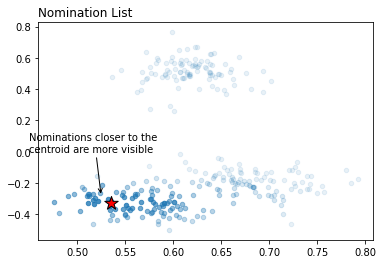 Nomination List
0.8
0.6
0.4
0.2
0.0
−0.2
−0.4
Nominations closer to the
centroid are more visible
0.50 0.55 0.60 0.65 0.70 0.75 0.80